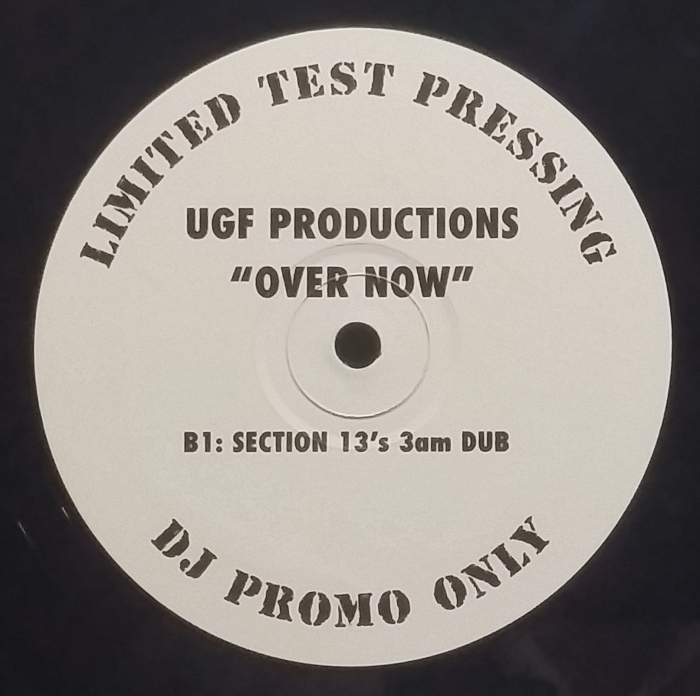 LIMITED TEST PRESSING
UGF PRODUCTIONS
"OVER NOW"
B1: SECTION 13's 3am DUB
DJ PROMO ONLY